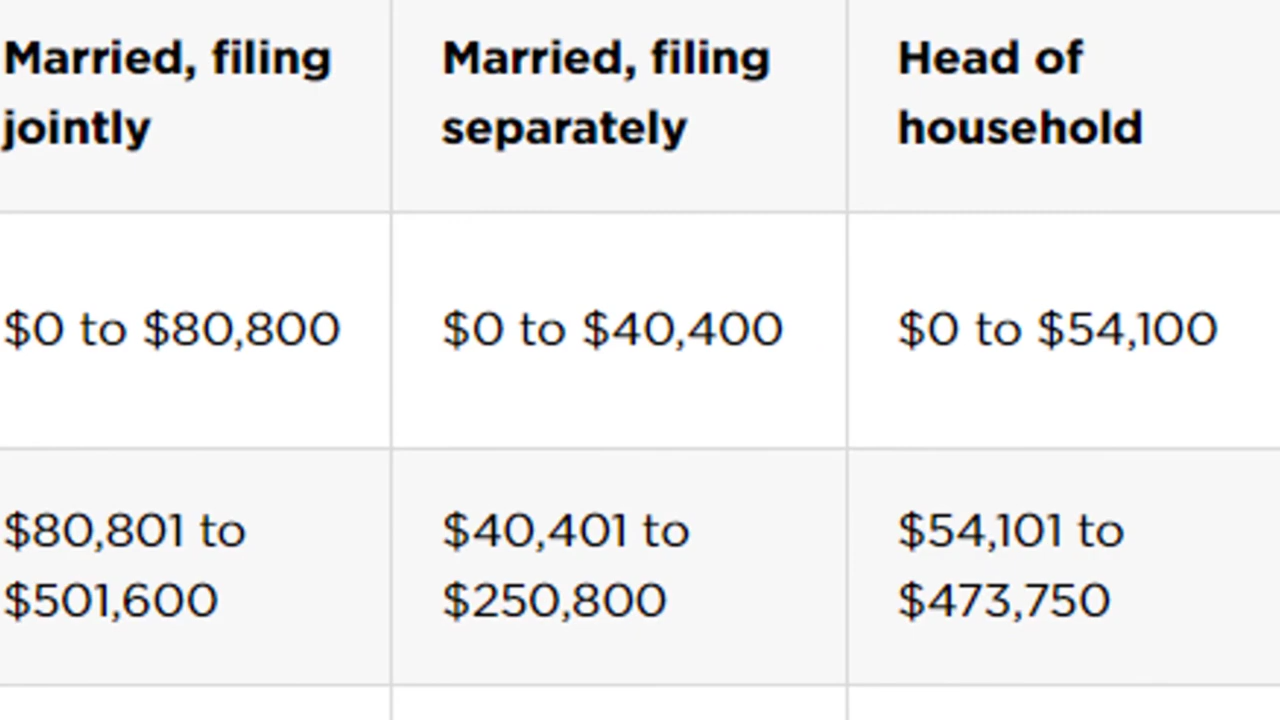 Married, filing
jointly
Married, filing
separately
Head of
household
$0 to $80,800
$0 to $40,400
$0 to $54,100
$80,801 to
$501,600
$40,401 to
$250,800
$54,101 to
$473,750